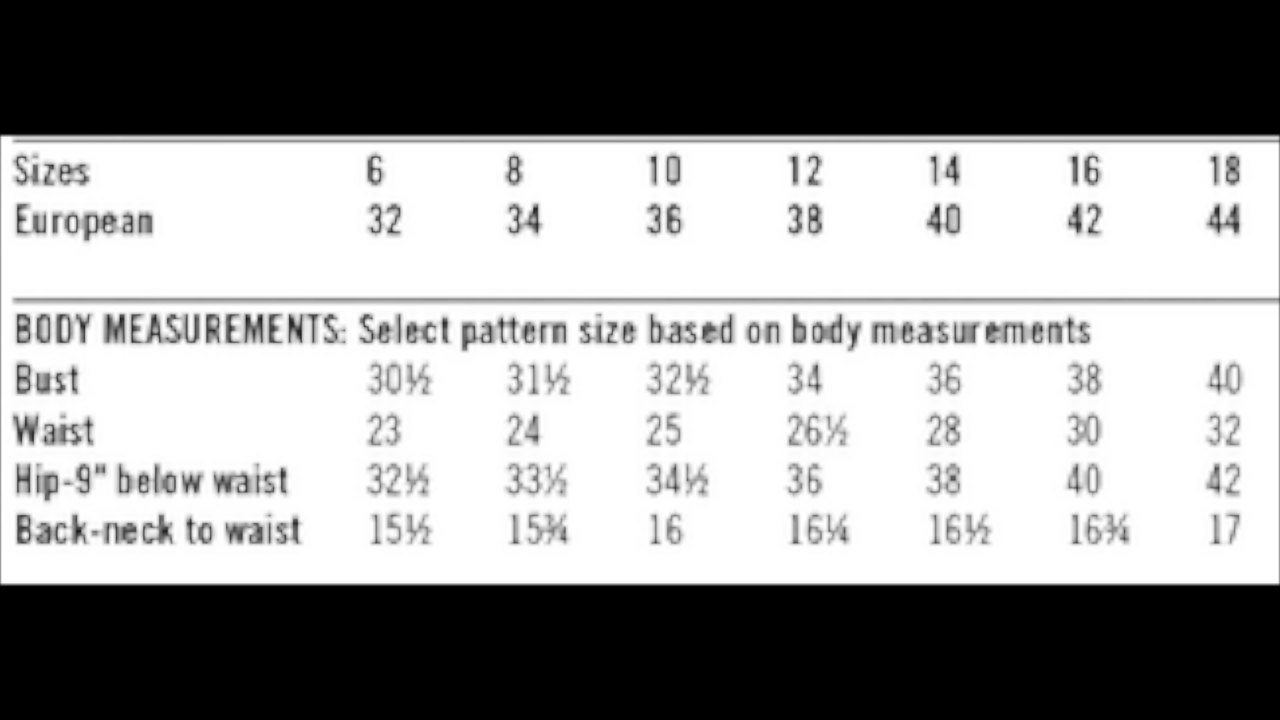 Sizes 6 8 10 12 14 16 18
European 32 34 36 38 40 42 44
BODY MEASUREMENTS: Select pattern size based on body measurements
Bust 30½ 31½ 32½ 34 36 38 40
Waist 23 24 25 26½ 28 30 32
Hip-9" below waist 32½ 33½ 34½ 36 38 40 42
Back-neck to waist 15½ 15¾ 16 16¼ 16½ 16¾ 17